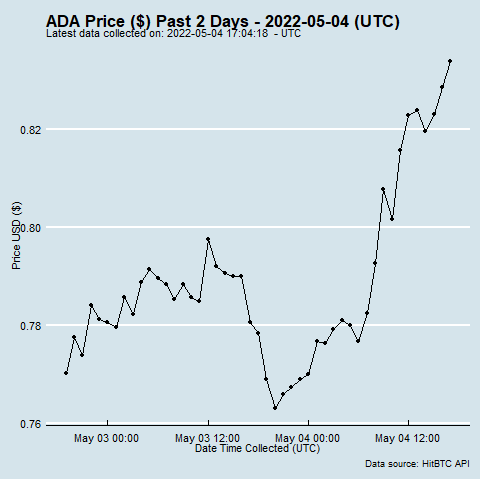 ADA Price ($) Past 2 Days - 2022-05-04 (UTC)
Latest data collected on: 2022-05-04 17:04:18 - UTC
0.82
0.80
0.78
0.76
Price USD ($)
May 03 00:00
May 03 12:00
May 04 00:00
May 04 12:00
Date Time Collected (UTC)
Data source: HitBTC API